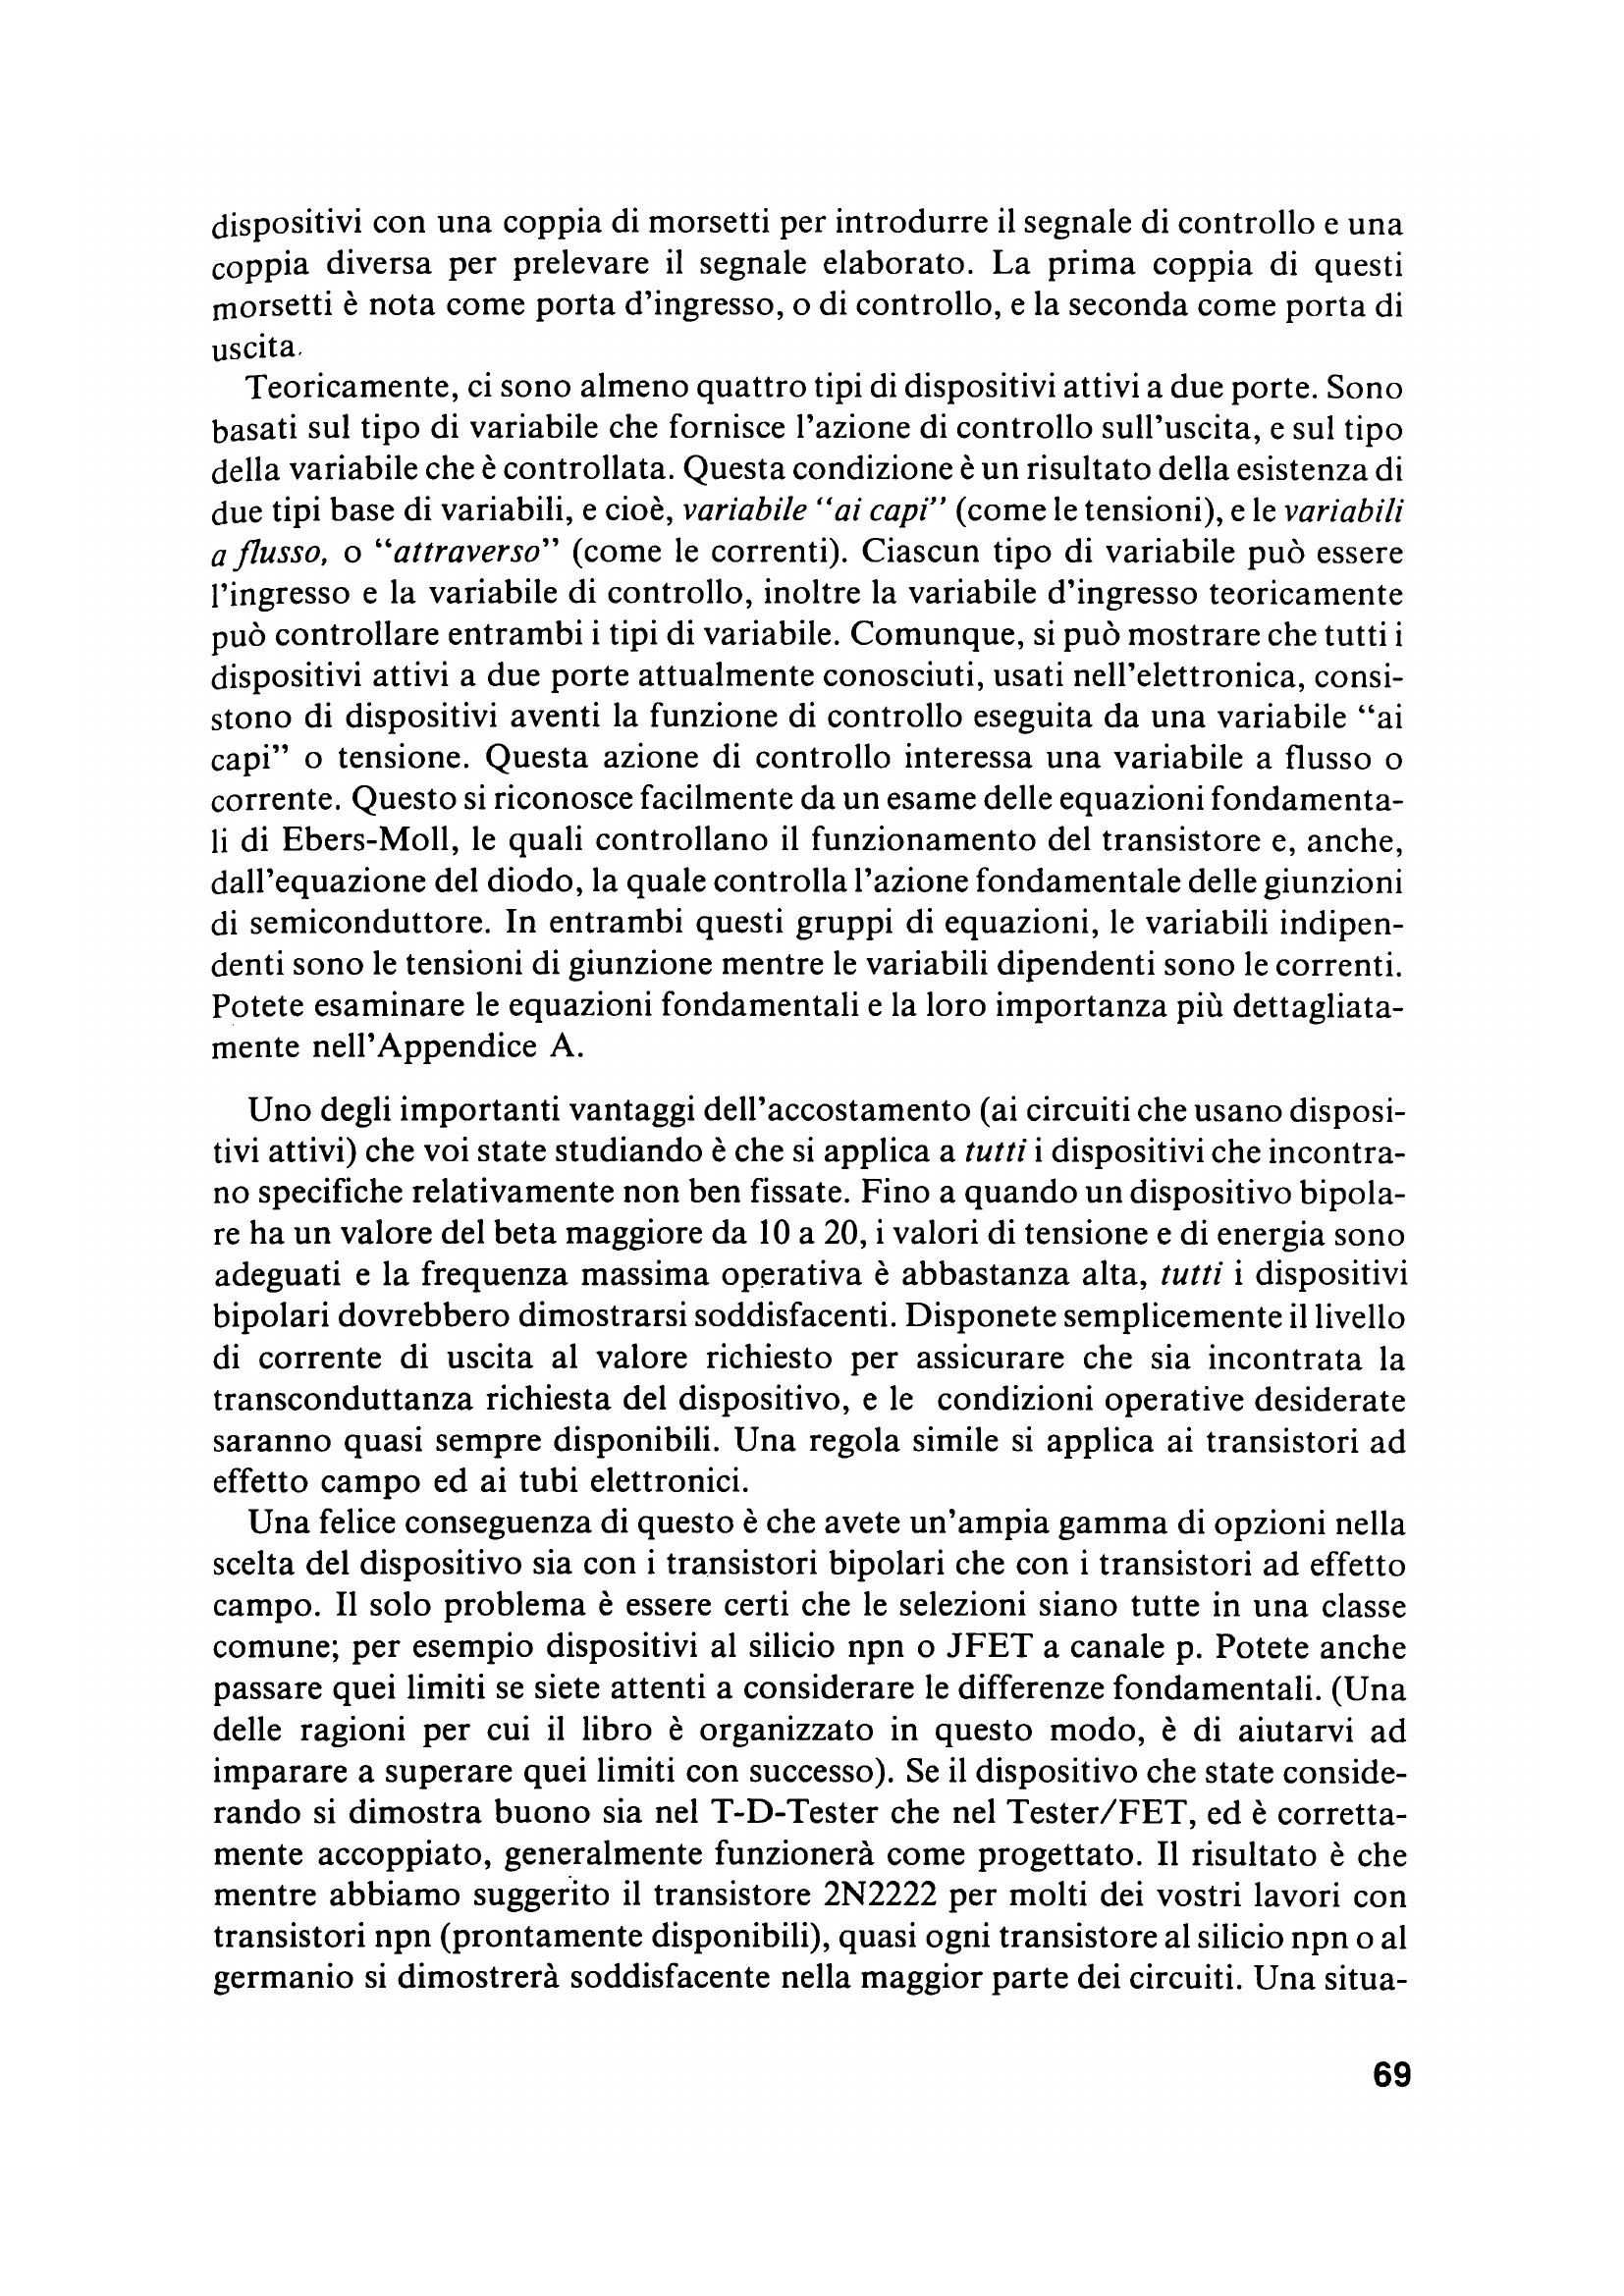 dispositivi con una coppia di morsetti per introdurre il segnale di controllo e una
coppia diversa per prelevare il segnale elaborato. La prima coppia di questi
morsetti è nota come porta d'ingresso, o di controllo, e la seconda come porta di
uscita.
Teoricamente, ci sono almeno quattro tipi di dispositivi attivi a due porte. Sono
basati sul tipo di variabile che fornisce l'azione di controllo sull'uscita, e sul tipo
della variabile che è controllata. Questa condizione è un risultato della esistenza di
due tipi base di variabili, e cioè, variabile “ai capi” (come le tensioni), e le variabili
a flusso, o “attraverso” (come le correnti). Ciascun tipo di variabile può essere
l'ingresso e la variabile di controllo, inoltre la variabile d'ingresso teoricamente
può controllare entrambi i tipi di variabile. Comunque, si può mostrare che tutti i
dispositivi attivi a due porte attualmente conosciuti, usati nell'elettronica, consi-
stono di dispositivi aventi la funzione di controllo eseguita da una variabile “ai
capi” o tensione. Questa azione di controllo interessa una variabile a flusso o
corrente. Questo si riconosce facilmente da un esame delle equazioni fondamenta-
li di Ebers-Moll, le quali controllano il funzionamento del transistore e, anche,
dall'equazione del diodo, la quale controlla l'azione fondamentale delle giunzioni
di semiconduttore. In entrambi questi gruppi di equazioni, le variabili indipen-
denti sono le tensioni di giunzione mentre le variabili dipendenti sono le correnti.
Potete esaminare le equazioni fondamentali e la loro importanza più dettagliata-
mente nell'Appendice A.
Uno degli importanti vantaggi dell'accostamento (ai circuiti che usano disposi-
tivi attivi) che voi state studiando è che si applica a tutti i dispositivi che incontra-
no specifiche relativamente non ben fissate. Fino a quando un dispositivo bipola-
re ha un valore del beta maggiore da 10 a 20, i valori di tensione e di energia sono
adeguati e la frequenza massima operativa è abbastanza alta, tutti i dispositivi
bipolari dovrebbero dimostrarsi soddisfacenti. Disponete semplicemente il livello
di corrente di uscita al valore richiesto per assicurare che sia incontrata la
transconduttanza richiesta del dispositivo, e le condizioni operative desiderate
saranno quasi sempre disponibili. Una regola simile si applica ai transistori ad
effetto campo ed ai tubi elettronici.
Una felice conseguenza di questo è che avete un'ampia gamma di opzioni nella
scelta del dispositivo sia con i transistori bipolari che con i transistori ad effetto
campo. Il solo problema è essere certi che le selezioni siano tutte in una classe
comune; per esempio dispositivi al silicio npn o JFET a canale p. Potete anche
passare quei limiti se siete attenti a considerare le differenze fondamentali. (Una
delle ragioni per cui il libro è organizzato in questo modo, è di aiutarvi ad
imparare a superare quei limiti con successo). Se il dispositivo che state conside-
rando si dimostra buono sia nel T-D-Tester che nel Tester/FET, ed è corretta-
mente accoppiato, generalmente funzionerà come progettato. Il risultato è che
mentre abbiamo suggerito il transistore 2N2222 per molti dei vostri lavori con
transistori npn (prontamente disponibili), quasi ogni transistore al silicio npn o al
germanio si dimostrerà soddisfacente nella maggior parte dei circuiti. Una situa-
69